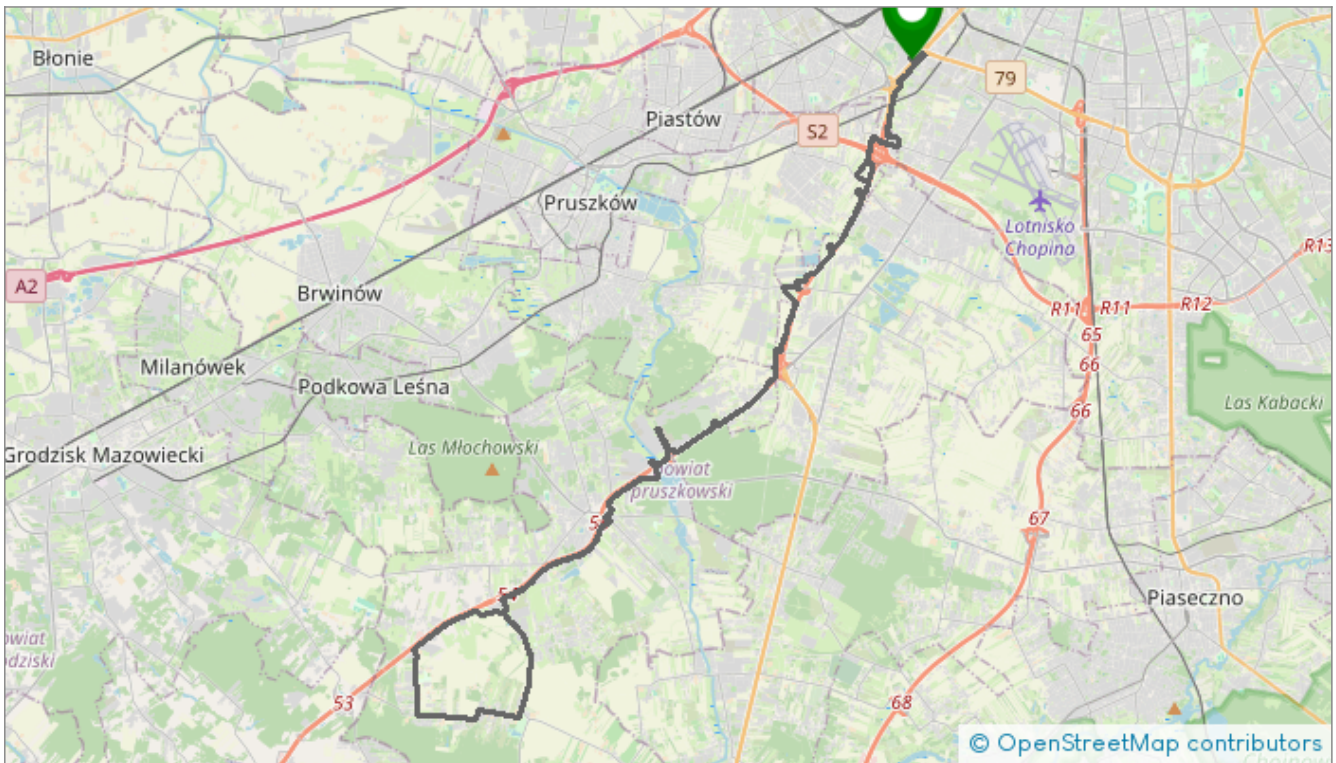 Błonie
79
Piastów
S2
Pruszków
Lotnisko
Chopina
R13
A2
Brwinów
R11
R11
R12
65
Milanówek
66
Podkowa Leśna
Las Kabacki
66
Las Młochowski
Grodzisk Mazowiecki
powiat
pruszkowski
67
Piaseczno
53
68
© OpenStreetMap contributors